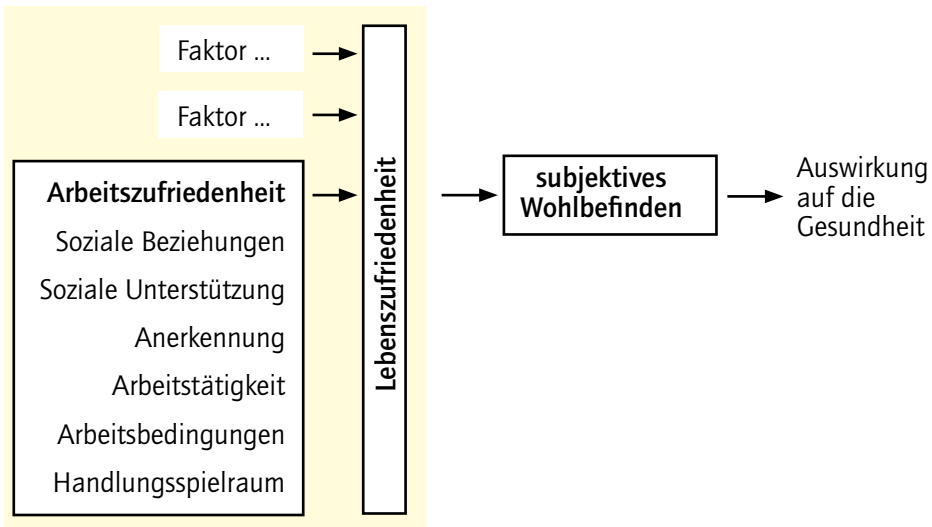 Faktor ...
Faktor ...
Arbeitszufriedenheit
Soziale Beziehungen
Soziale Unterstützung
Anerkennung
Arbeitstätigkeit
Arbeitsbedingungen
Handlungsspielraum
Lebenszufriedenheit
subjektives
Wohlbefinden
Auswirkung
auf die
Gesundheit